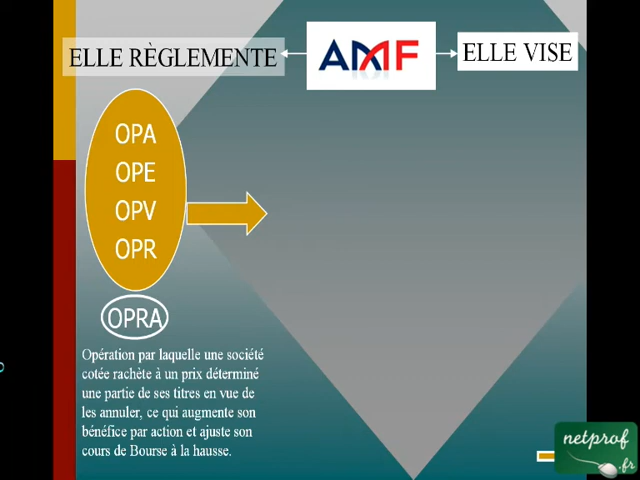 ELLE RÈGLEMENTE
AMF
ELLE VISE
OPA
OPE
OPV
OPR
OPRA
Opération par laquelle une société
cotée rachète à un prix déterminé
une partie de ses titres en vue de
les annuler, ce qui augmente son
bénéfice par action et ajuste son
cours de Bourse à la hausse.
netprof
.fr